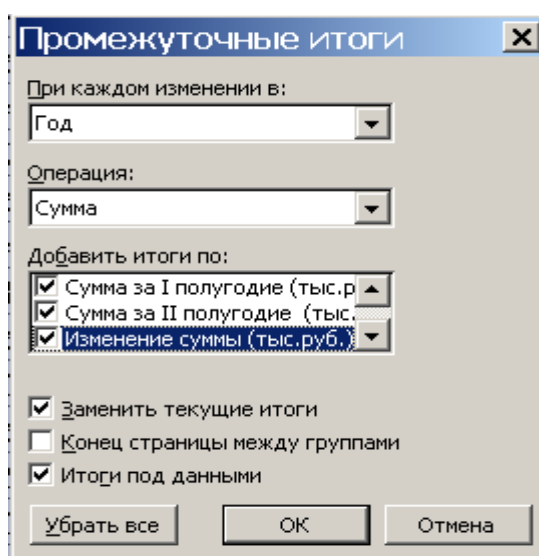 Промежуточные итоги
При каждом изменении в:
Год
Операция:
Сумма
Добавить итоги по:
Сумма за I полугодие (тыс.р
Сумма за II полугодие (тыс.
Изменение суммы (тыс.руб.)
Заменить текущие итоги
Конец страницы между группами
Итоги под данными
Убрать все ОК Отмена